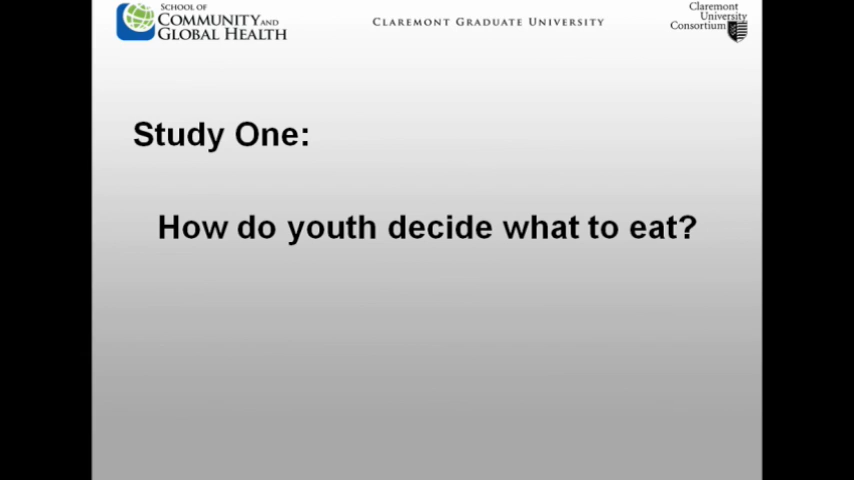 SCHOOL OF
COMMUNITY AND
GLOBAL HEALTH
CLAREMONT GRADUATE UNIVERSITY
Claremont
University
Consortium
Study One:
How do youth decide what to eat?